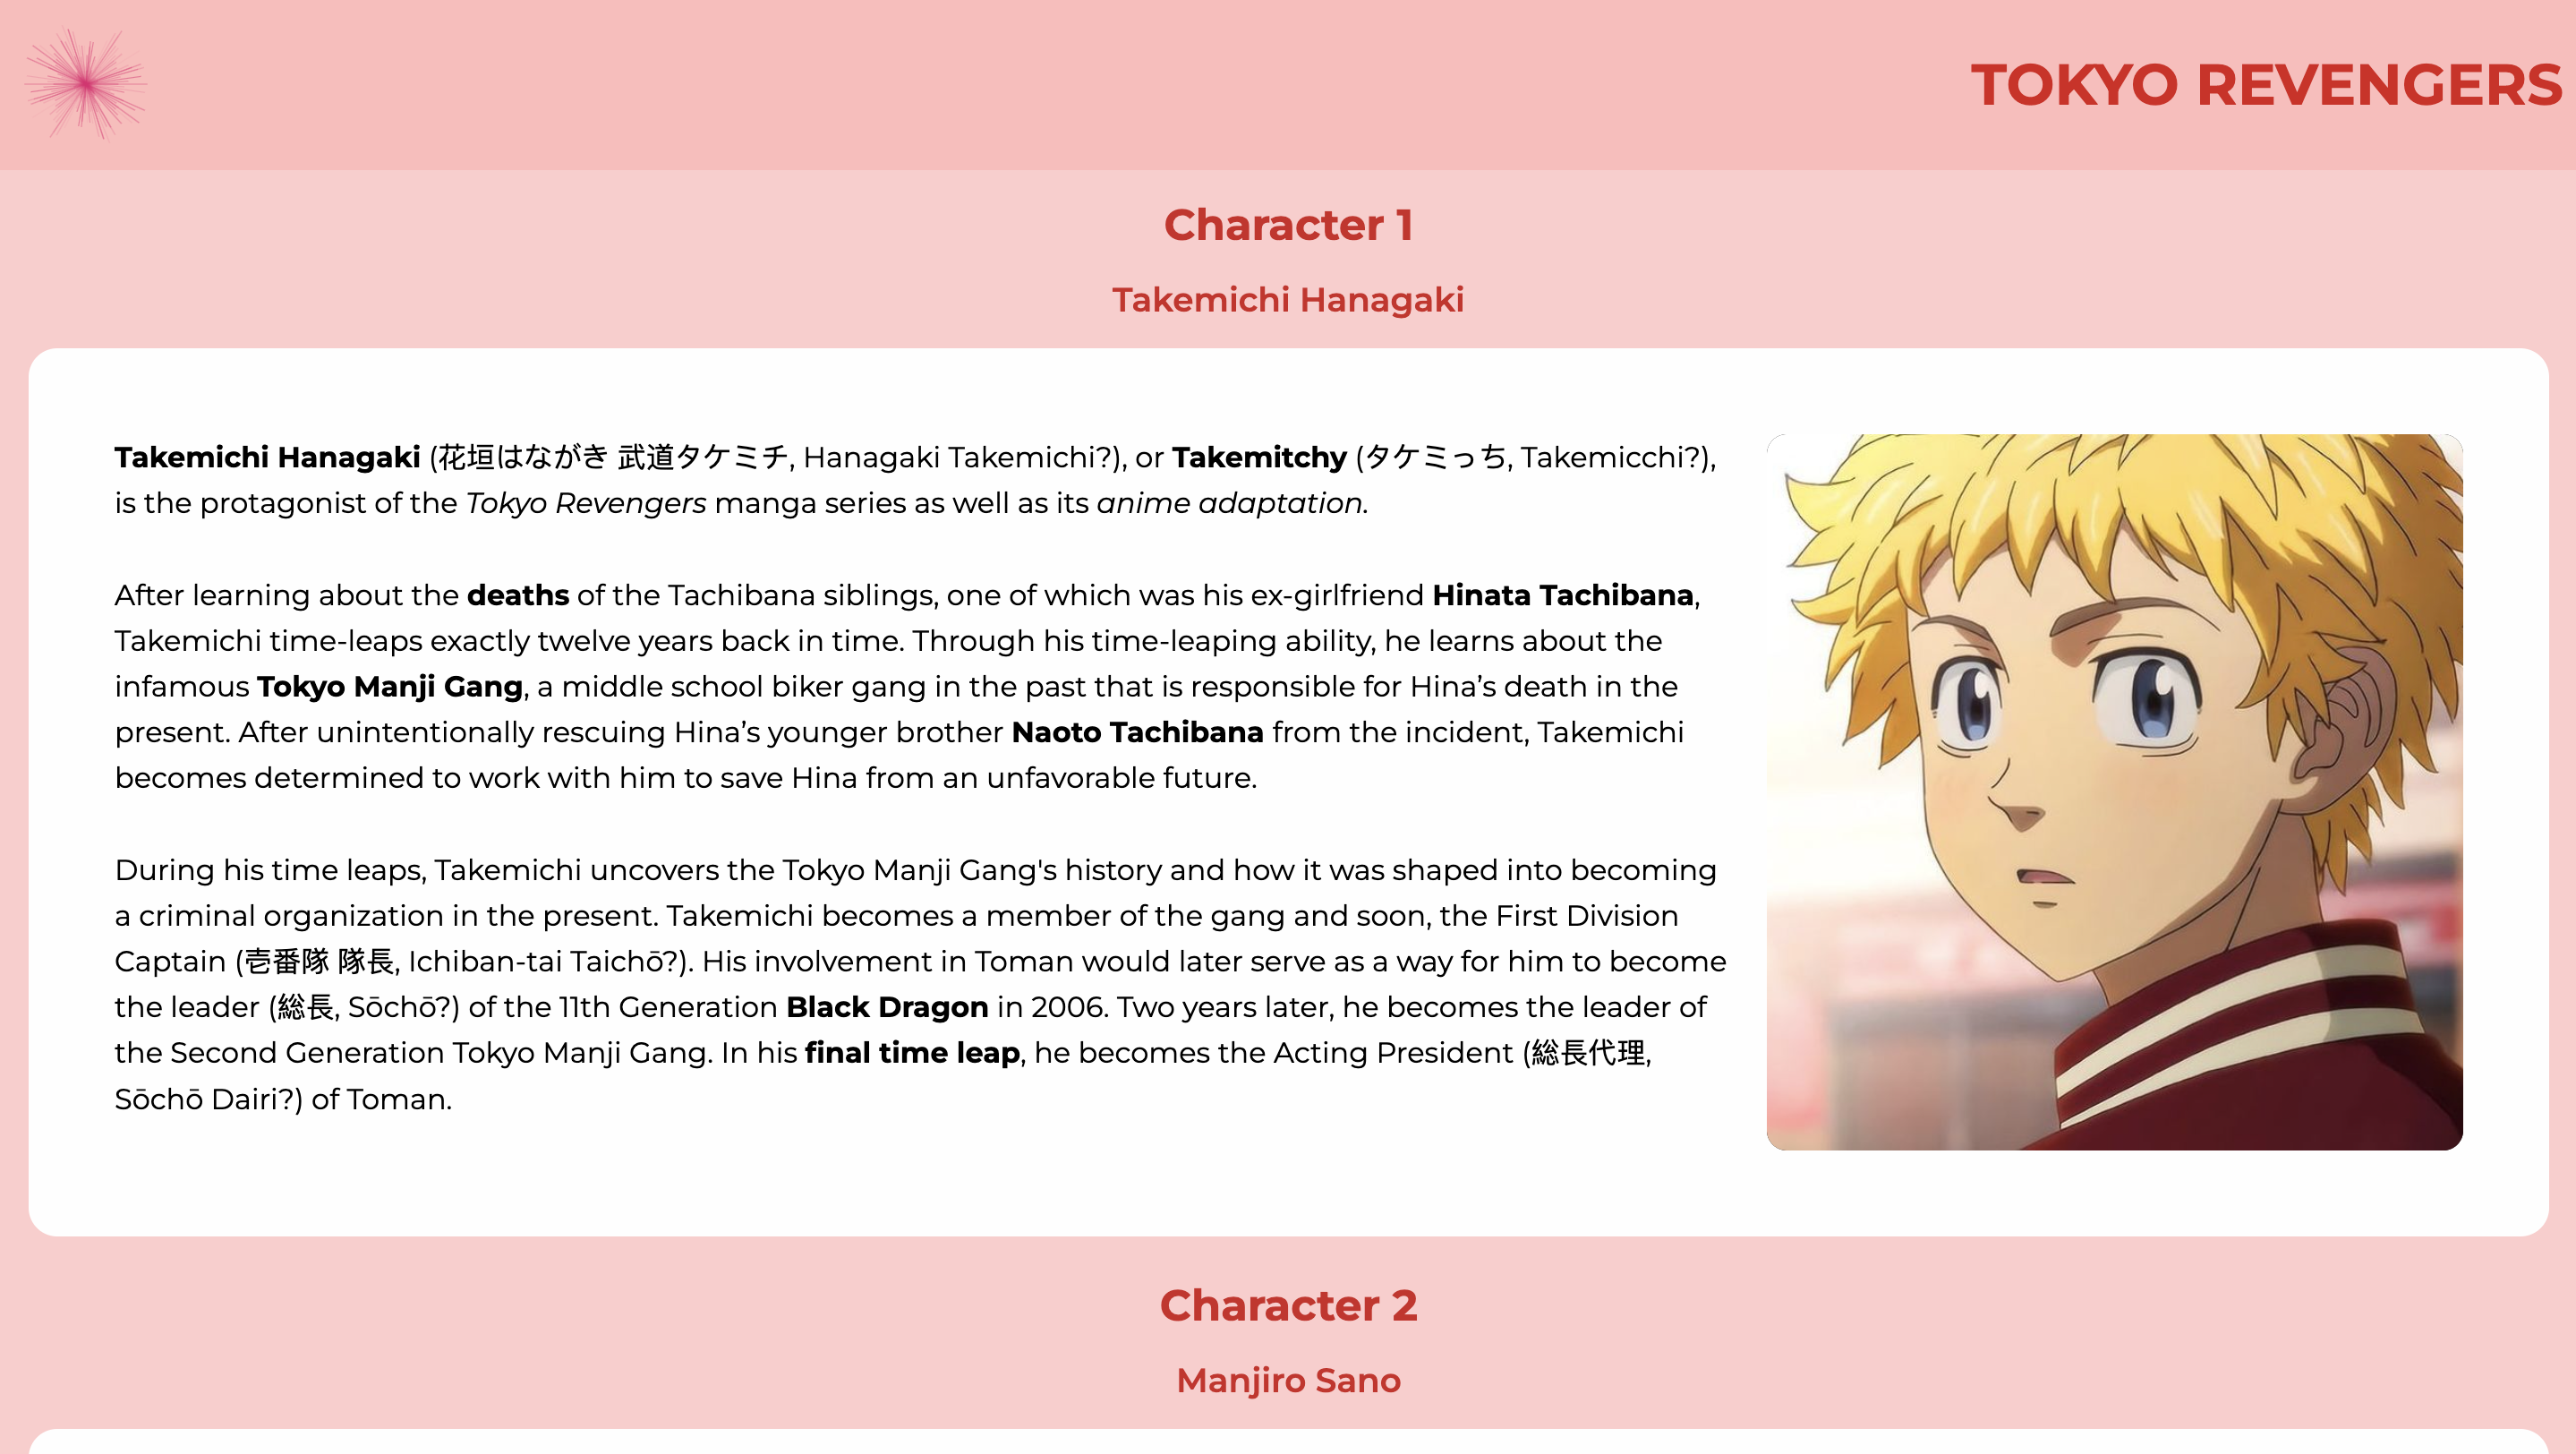 TOKYO REVENGERS
Character 1
Takemichi Hanagaki
Takemichi Hanagaki (花垣はながき 武道タケミチ, Hanagaki Takemichi?), or Takemitchy (タケミっち, Takemicchi?),
is the protagonist of the Tokyo Revengers manga series as well as its anime adaptation.
After learning about the deaths of the Tachibana siblings, one of which was his ex-girlfriend Hinata Tachibana,
Takemichi time-leaps exactly twelve years back in time. Through his time-leaping ability, he learns about the
infamous Tokyo Manji Gang, a middle school biker gang in the past that is responsible for Hina’s death in the
present. After unintentionally rescuing Hina’s younger brother Naoto Tachibana from the incident, Takemichi
becomes determined to work with him to save Hina from an unfavorable future.
During his time leaps, Takemichi uncovers the Tokyo Manji Gang's history and how it was shaped into becoming
a criminal organization in the present. Takemichi becomes a member of the gang and soon, the First Division
Captain (壱番隊 隊長, Ichiban-tai Taichō?). His involvement in Toman would later serve as a way for him to become
the leader (総長, Sōchō?) of the 11th Generation Black Dragon in 2006. Two years later, he becomes the leader of
the Second Generation Tokyo Manji Gang. In his final time leap, he becomes the Acting President (総長代理,
Sōchō Dairi?) of Toman.
Character 2
Manjiro Sano